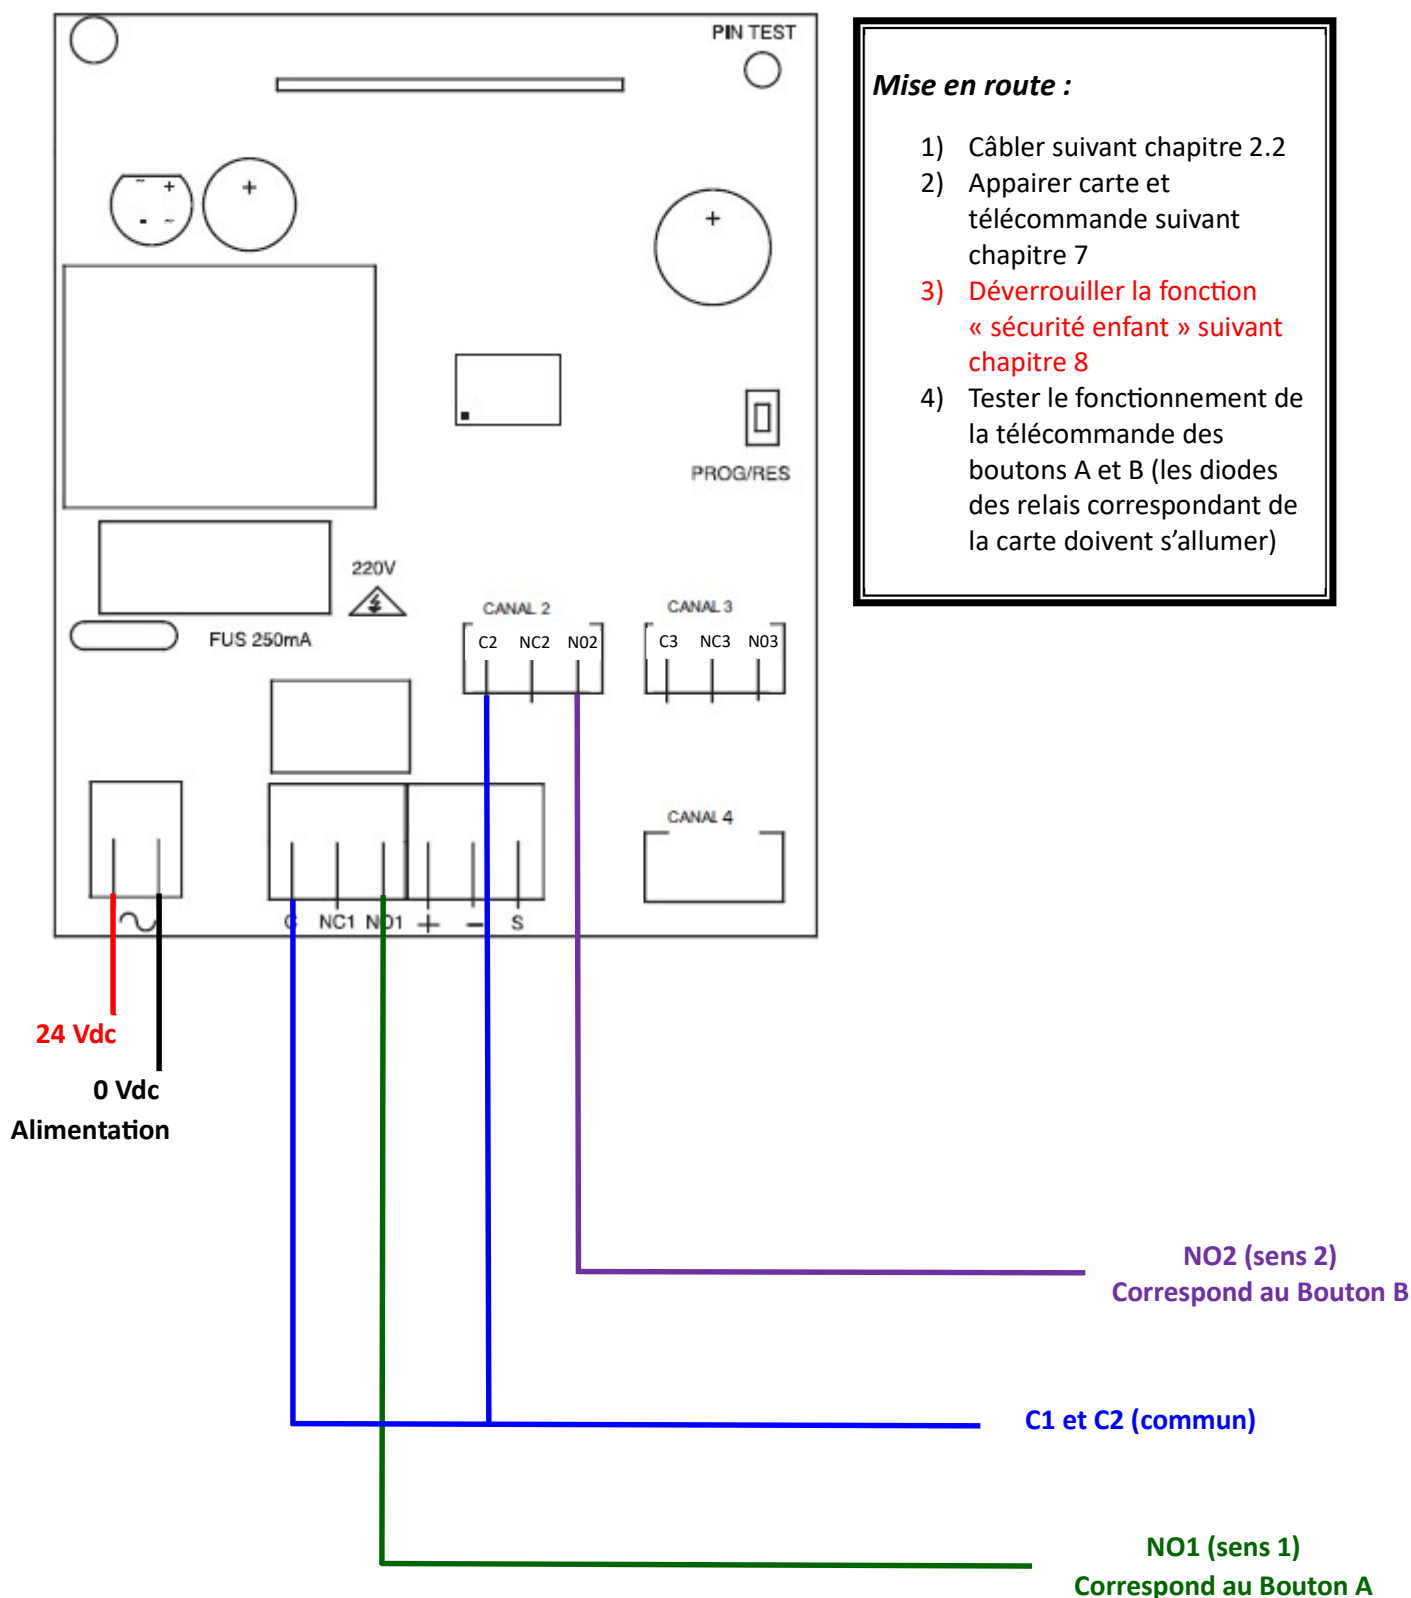 PIN TEST
Mise en route :
1) Câbler suivant chapitre 2.2
2) Appairer carte et
télécommande suivant
chapitre 7
3) Déverrouiller la fonction
« sécurité enfant » suivant
chapitre 8
4) Tester le fonctionnement de
la télécommande des
boutons A et B (les diodes
des relais correspondant de
la carte doivent s’allumer)
~ +
- ~
+
+
PROG/RES
220V
FUS 250mA
CANAL 2
C2 NC2 N02
CANAL 3
C3 NC3 N03
CANAL 4
C NC1 NO1 + - S
24 Vdc
0 Vdc
Alimentation
NO2 (sens 2)
Correspond au Bouton B
C1 et C2 (commun)
NO1 (sens 1)
Correspond au Bouton A